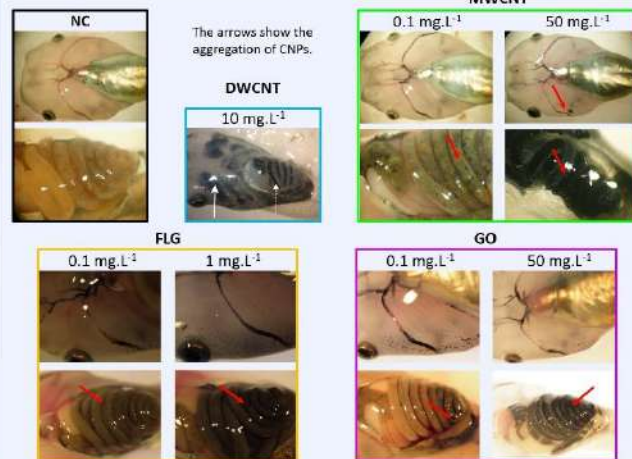 MWCNT
NC
The arrows show the
aggregation of CNPs.
DWCNT
10 mg.L⁻¹
0.1 mg.L⁻¹
50 mg.L⁻¹
FLG
0.1 mg.L⁻¹
1 mg.L⁻¹
GO
0.1 mg.L⁻¹
50 mg.L⁻¹